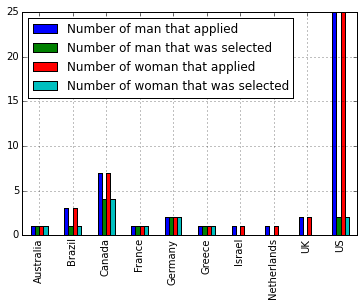 25
20
15
10
5
0
Number of man that applied
Number of man that was selected
Number of woman that applied
Number of woman that was selected
Australia
Brazil
Canada
France
Germany
Greece
Israel
Netherlands
UK
US